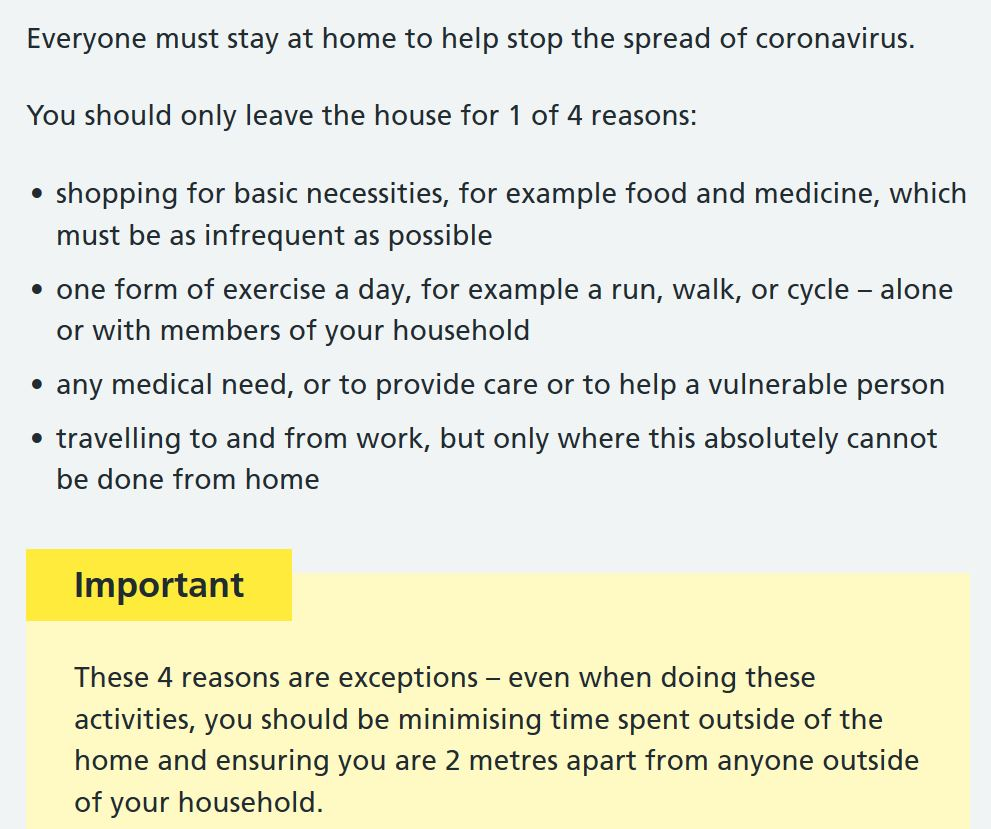 Everyone must stay at home to help stop the spread of coronavirus.
You should only leave the house for 1 of 4 reasons:
• shopping for basic necessities, for example food and medicine, which
must be as infrequent as possible
• one form of exercise a day, for example a run, walk, or cycle – alone
or with members of your household
• any medical need, or to provide care or to help a vulnerable person
• travelling to and from work, but only where this absolutely cannot
be done from home
Important
These 4 reasons are exceptions – even when doing these
activities, you should be minimising time spent outside of the
home and ensuring you are 2 metres apart from anyone outside
of your household.